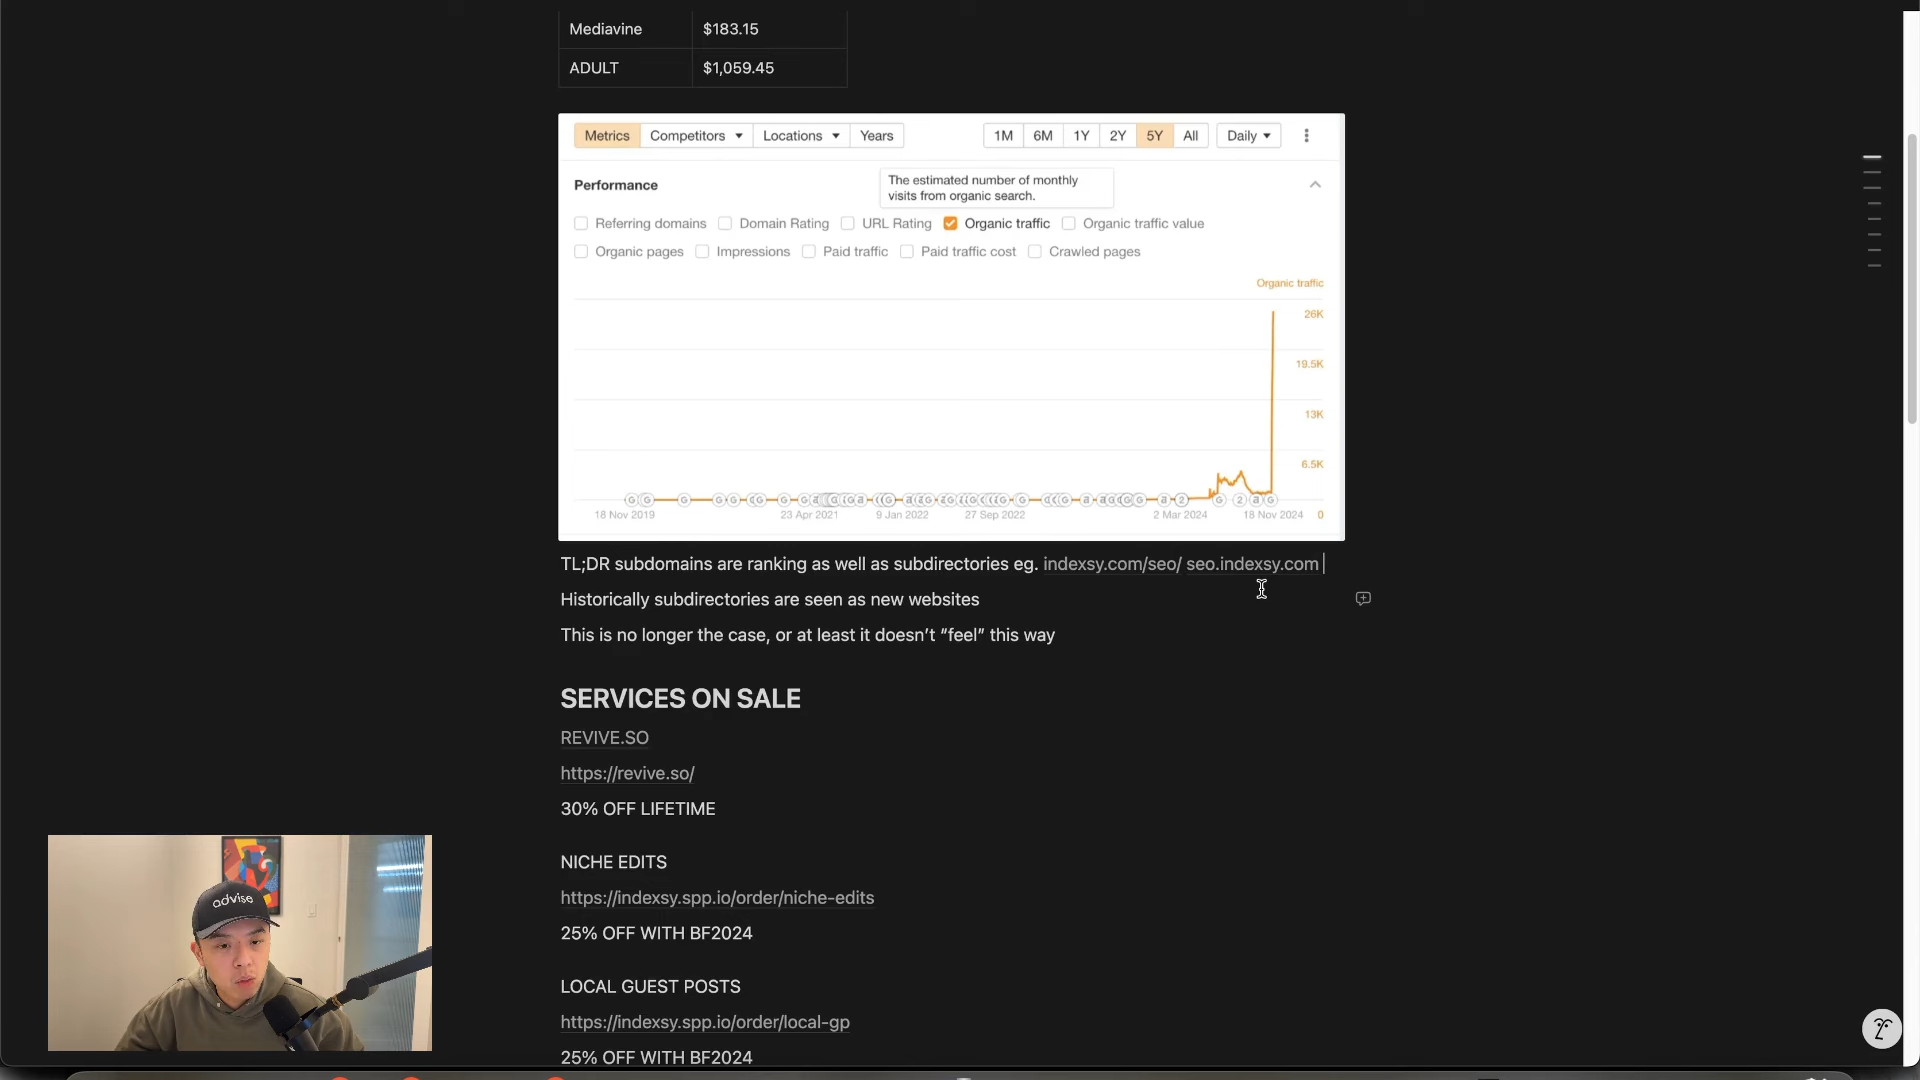 Mediavine $183.15
ADULT $1,059.45
Metrics Competitors Locations Years 1M 6M 1Y 2Y 5Y All Daily
Performance
The estimated number of monthly
visits from organic search.
Referring domains Domain Rating URL Rating Organic traffic Organic traffic value
Organic pages Impressions Paid traffic Paid traffic cost Crawled pages
Organic traffic
26K
19.5K
13K
6.5K
18 Nov 2019 23 Apr 2021 9 Jan 2022 27 Sep 2022 2 Mar 2024 18 Nov 2024 0
TL;DR subdomains are ranking as well as subdirectories eg. indexsy.com/seo/ seo.indexsy.com
Historically subdirectories are seen as new websites
This is no longer the case, or at least it doesn't “feel” this way
SERVICES ON SALE
REVIVE.SO
https://revive.so/
30% OFF LIFETIME
NICHE EDITS
https://indexsy.spp.io/order/niche-edits
25% OFF WITH BF2024
LOCAL GUEST POSTS
https://indexsy.spp.io/order/local-gp
25% OFF WITH BF2024
advise